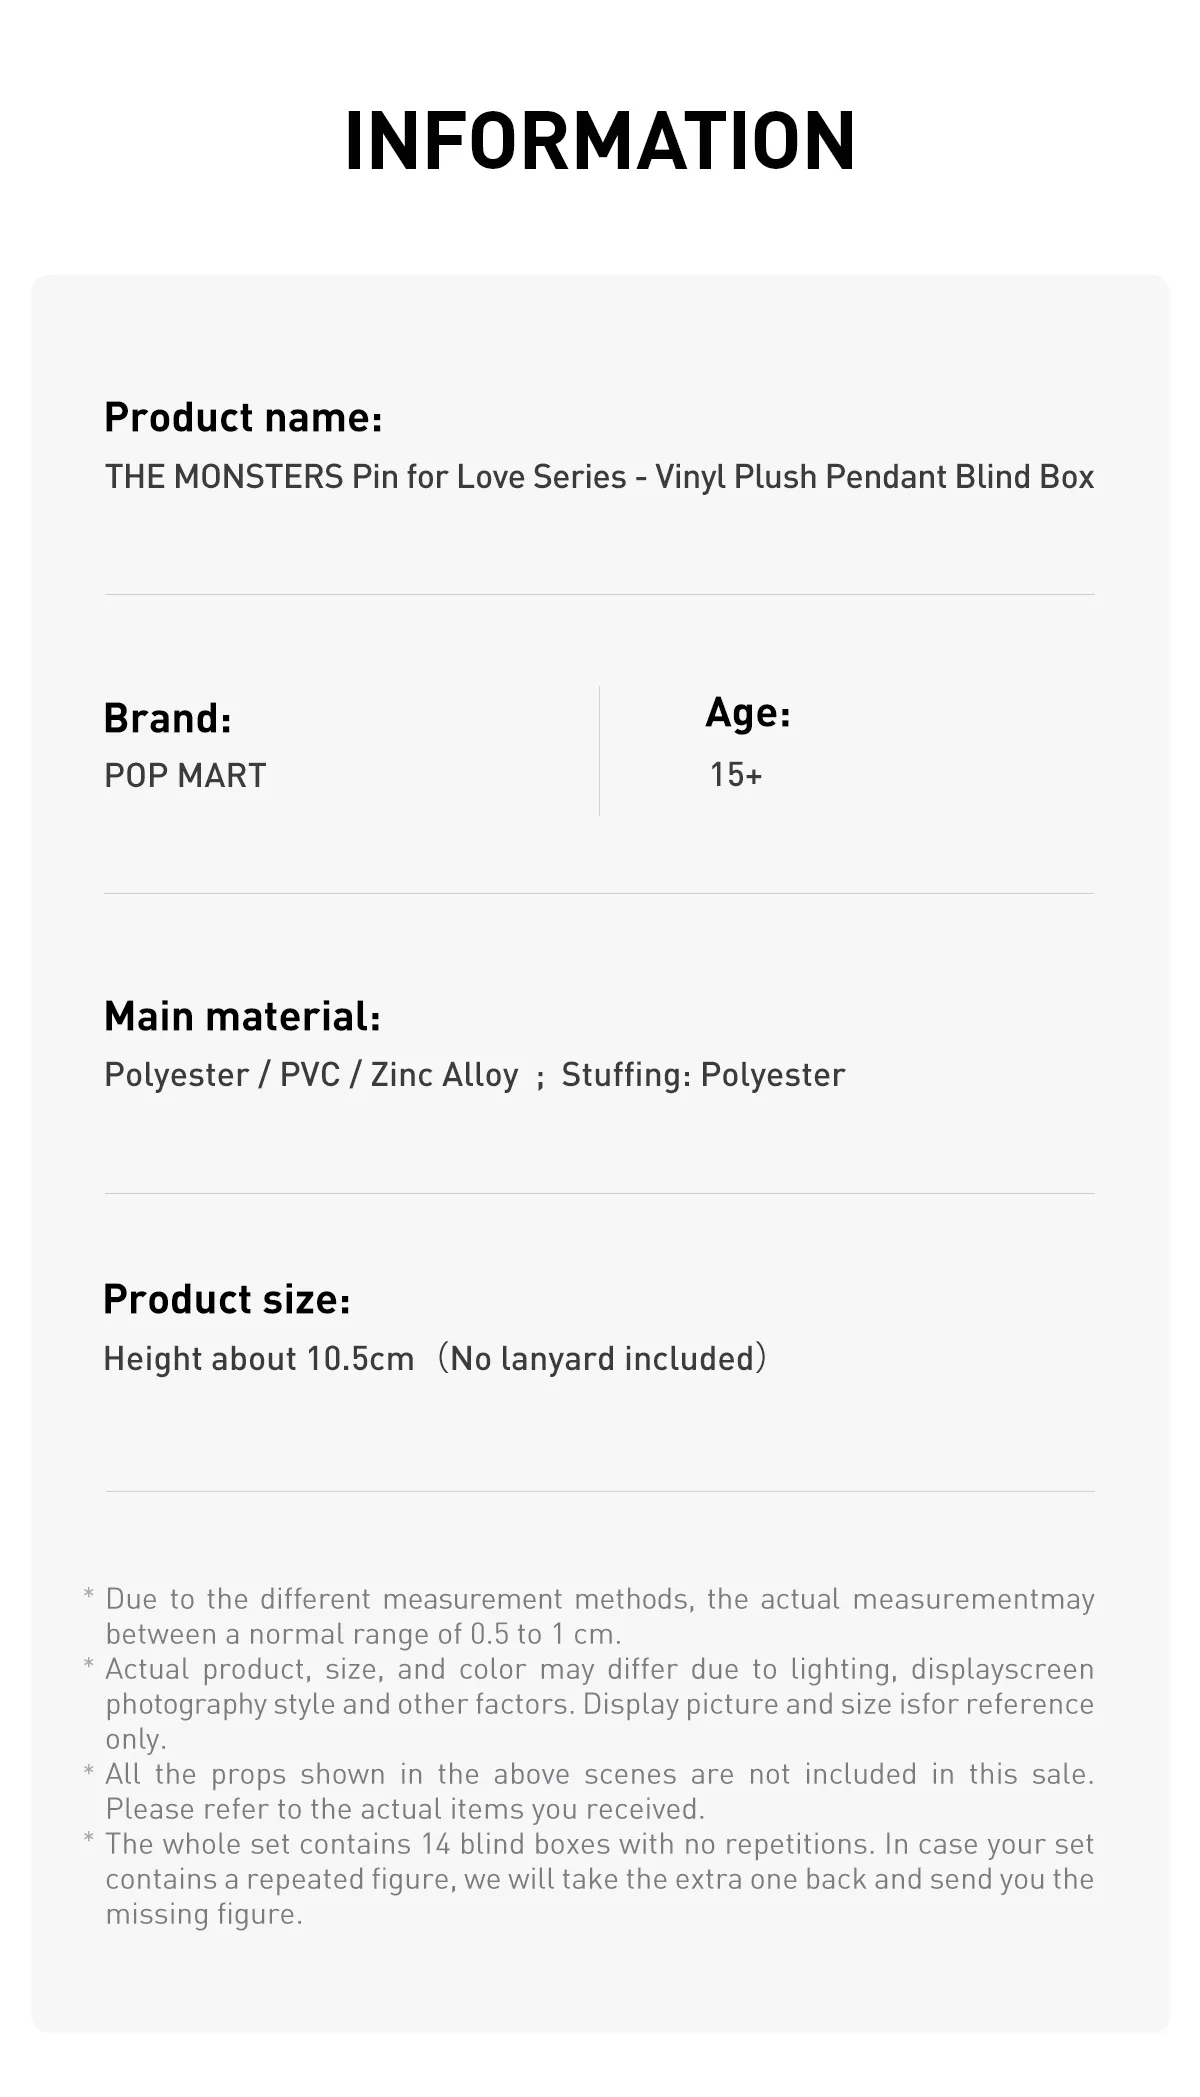 INFORMATION
Product name:
THE MONSTERS Pin for Love Series - Vinyl Plush Pendant Blind Box
Brand:
POP MART
Age:
15+
Main material:
Polyester / PVC / Zinc Alloy ; Stuffing: Polyester
Product size:
Height about 10.5cm（No lanyard included）
* Due to the different measurement methods, the actual measurementmay
between a normal range of 0.5 to 1 cm.
* Actual product, size, and color may differ due to lighting, displayscreen
photography style and other factors. Display picture and size isfor reference
only.
* All the props shown in the above scenes are not included in this sale.
Please refer to the actual items you received.
* The whole set contains 14 blind boxes with no repetitions. In case your set
contains a repeated figure, we will take the extra one back and send you the
missing figure.